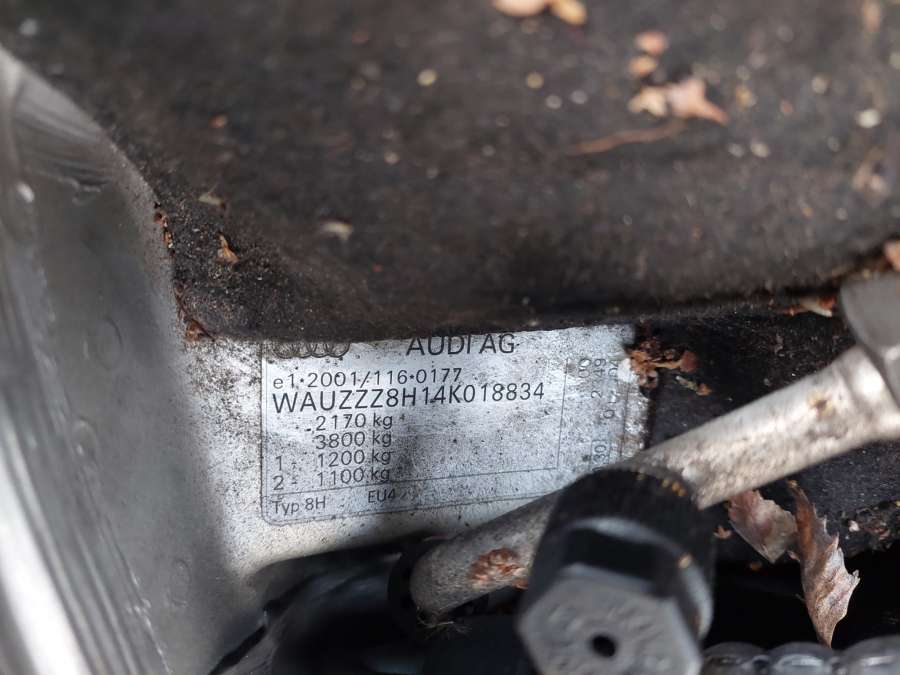 AUDI AG
e1*2001/116*0177
WAUZZZ8H14K018834
2170 kg
3800 kg
1 - 1200 kg
2 - 1100 kg
Typ 8H EU4